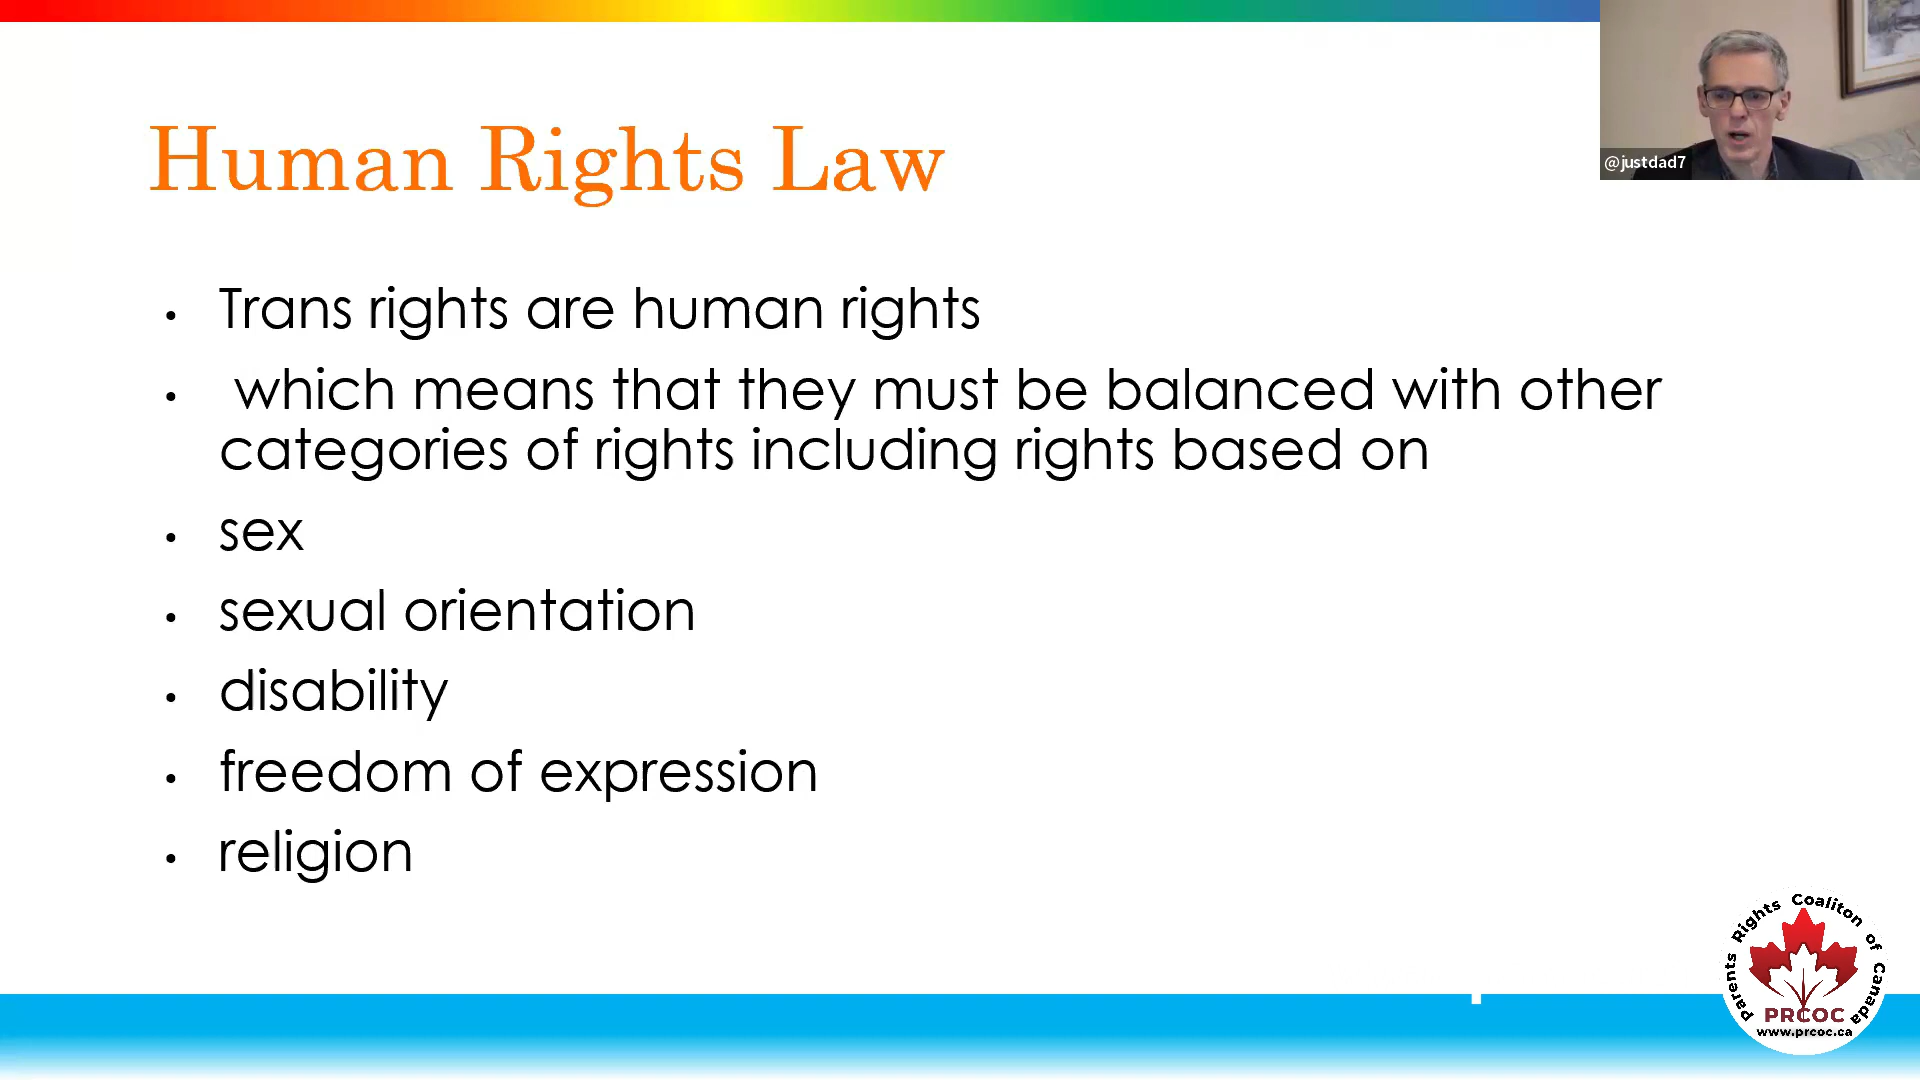 @justdad7
Human Rights Law
• Trans rights are human rights
• which means that they must be balanced with other
categories of rights including rights based on
• sex
• sexual orientation
• disability
• freedom of expression
• religion
Parents Rights Coaliton of Canada
PRCOC
www.prcoc.ca